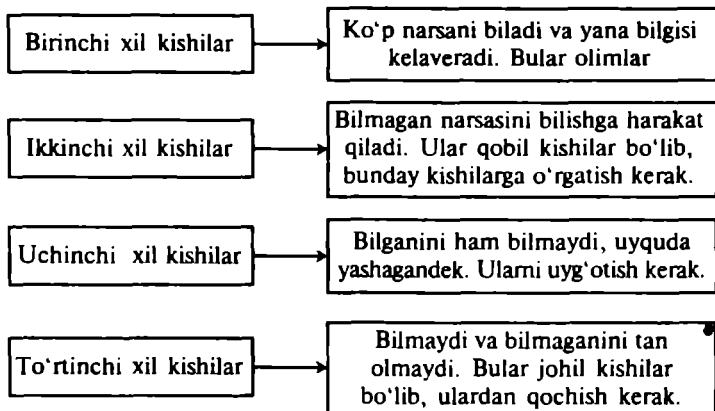 Birinchi xil kishilar
Ko‘p narsani biladi va yana bilgisi
kelaveradi. Bular olimlar
Ikkinchi xil kishilar
Bilmagan narsasini bilishga harakat
qiladi. Ular qobil kishilar bo‘lib,
bunday kishilarga o‘rgatish kerak.
Uchinchi xil kishilar
Bilganini ham bilmaydi, uyquda
yashagandek. Ularni uyg‘otish kerak.
To‘rtinchi xil kishilar
Bilmaydi va bilmaganini tan
olmaydi. Bular johil kishilar
bo‘lib, ulardan qochish kerak.